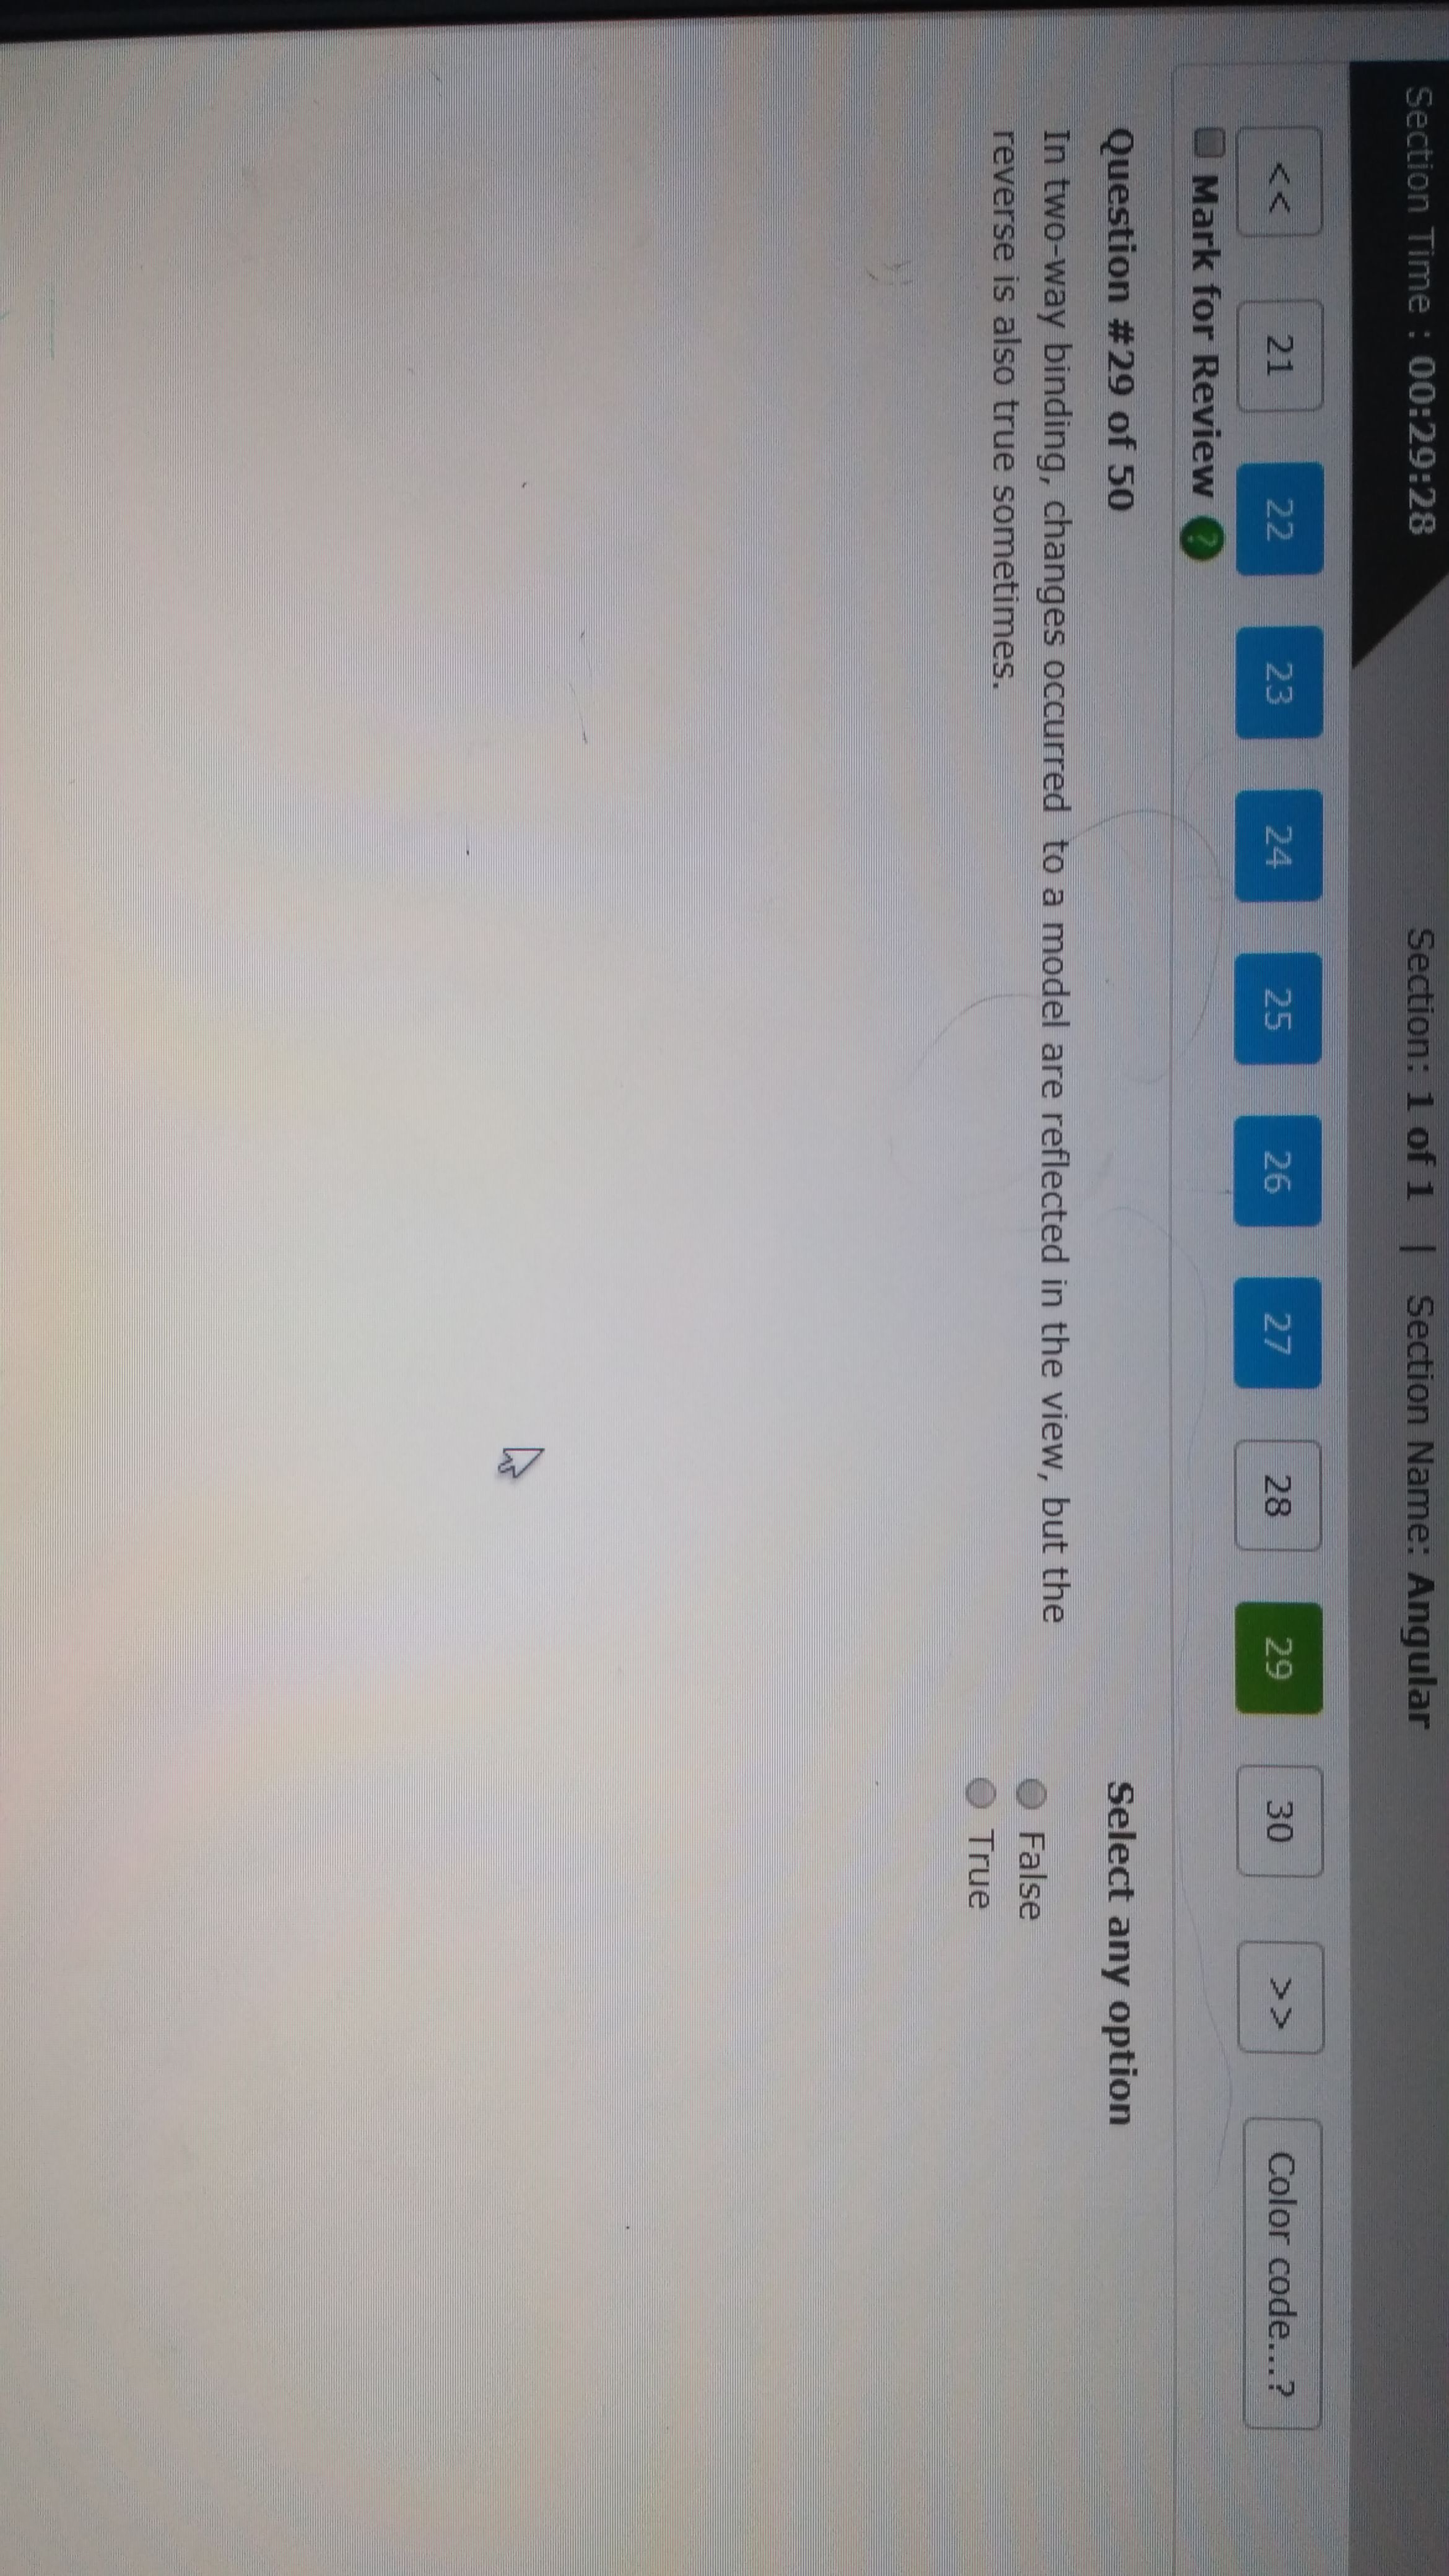 Section Time : 00:29:28
Section: 1 of 1 | Section Name: Angular
<< 21 22 23 24 25 26 27 28 29 30 >> Color code...?
Mark for Review ?
Question #29 of 50
In two-way binding, changes occurred to a model are reflected in the view, but the
reverse is also true sometimes.
Select any option
False
True